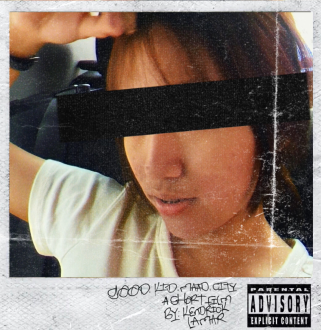 good kid, m.A.A.d city
A SHORT FILM
BY KENDRICK
LAMAR
PARENTAL
ADVISORY
EXPLICIT CONTENT